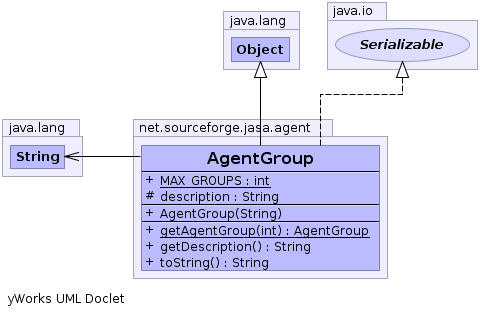 java.io
java.lang
Serializable
Object
java.lang
net.sourceforge.jasa.agent
String
AgentGroup
+ MAX_GROUPS : int
# description : String
+ AgentGroup(String)
+ getAgentGroup(int) : AgentGroup
+ getDescription() : String
+ toString() : String
yWorks UML Doclet